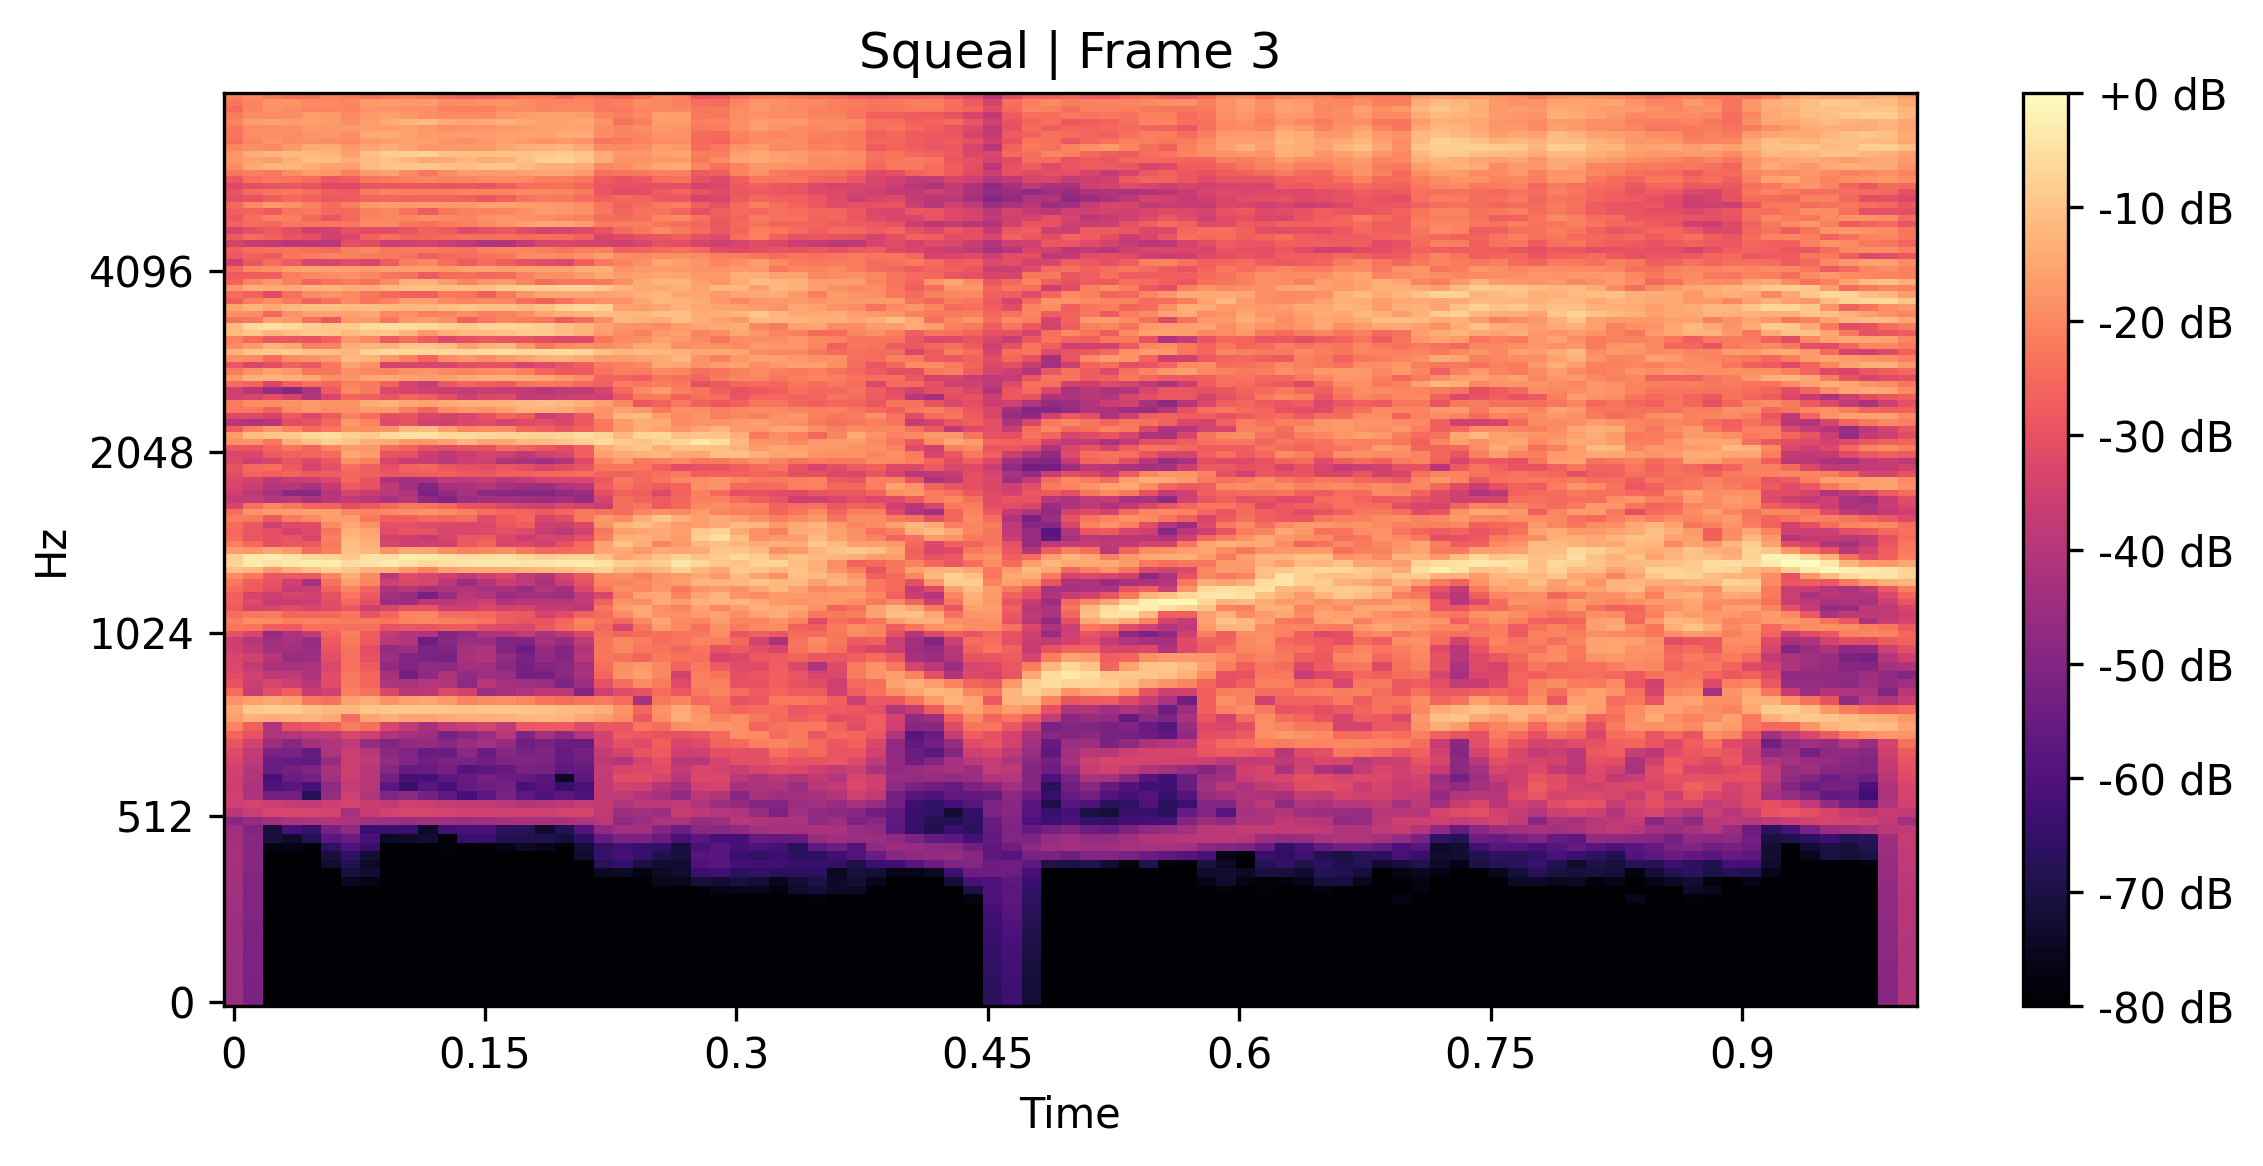 Squeal | Frame 3
Hz
4096
2048
1024
512
0
0 0.15 0.3 0.45 0.6 0.75 0.9
Time
+0 dB
-10 dB
-20 dB
-30 dB
-40 dB
-50 dB
-60 dB
-70 dB
-80 dB